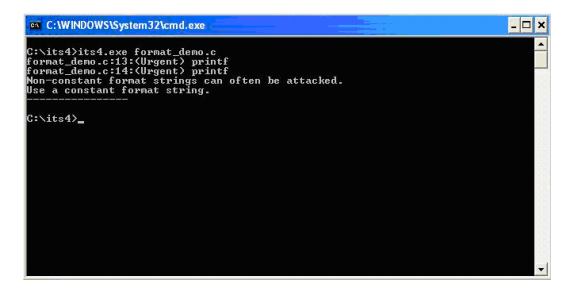 C:\WINDOWS\System32\cmd.exe
C:\its4>its4.exe format_demo.c
format_demo.c:13:(Urgent) printf
format_demo.c:14:(Urgent) printf
Non-constant format strings can often be attacked.
Use a constant format string.
----------------
C:\its4>_